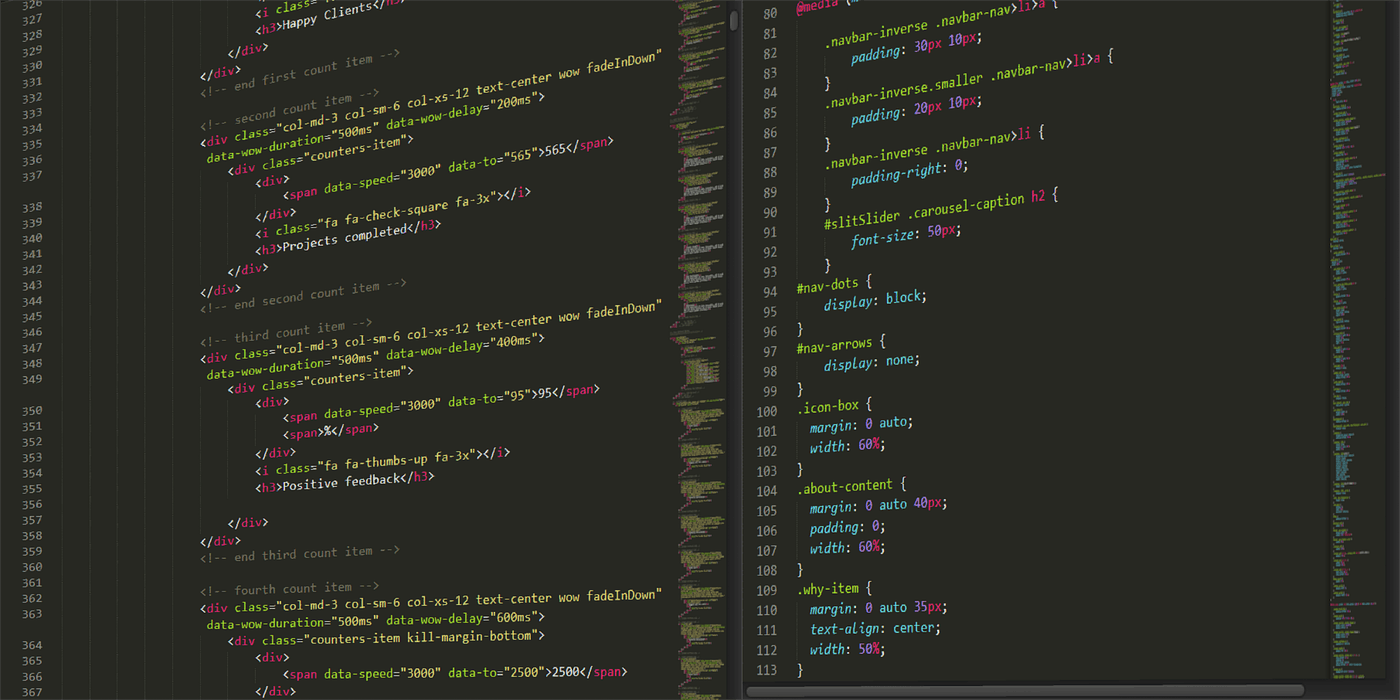 326
327 <i class="
328 <h3>Happy Clients</h3>
329 </div>
330 </div>
331 <!-- end first count item -->
332
333 <!-- second count item -->
334 <div class="col-md-3 col-sm-6 col-xs-12 text-center wow fadeInDown"
335 data-wow-duration="500ms" data-wow-delay="200ms">
336 <div class="counters-item">
337 <div>
<span data-speed="3000" data-to="565">565</span>
338 </div>
339 <i class="fa fa-check-square fa-3x"></i>
340 <h3>Projects completed</h3>
341 </div>
342 </div>
343 <!-- end second count item -->
344
345 <!-- third count item -->
346 <div class="col-md-3 col-sm-6 col-xs-12 text-center wow fadeInDown"
347 data-wow-duration="500ms" data-wow-delay="400ms">
348 <div class="counters-item">
349 <div>
<span data-speed="3000" data-to="95">95</span>
350 <span>%</span>
351 </div>
352 <i class="fa fa-thumbs-up fa-3x"></i>
353 <h3>Positive feedback</h3>
354
355 </div>
356 </div>
357 <!-- end third count item -->
358
359 <!-- fourth count item -->
360 <div class="col-md-3 col-sm-6 col-xs-12 text-center wow fadeInDown"
361 data-wow-duration="500ms" data-wow-delay="600ms">
362 <div class="counters-item kill-margin-bottom">
363 <div>
364 <span data-speed="3000" data-to="2500">2500</span>
365 </div>
366
367
80 @media
81 .navbar-inverse .navbar-nav>li>a {
82 padding: 30px 10px;
83 }
84 .navbar-inverse.smaller .navbar-nav>li>a {
85 padding: 20px 10px;
86 }
87 .navbar-inverse .navbar-nav>li {
88 padding-right: 0;
89 }
90 #slitSlider .carousel-caption h2 {
91 font-size: 50px;
92 }
93 #nav-dots {
94 display: block;
95 }
96 #nav-arrows {
97 display: none;
98 }
99 .icon-box {
100 margin: 0 auto;
101 width: 60%;
102 }
103 .about-content {
104 margin: 0 auto 40px;
105 padding: 0;
106 width: 60%;
107 }
108 .why-item {
109 margin: 0 auto 35px;
110 text-align: center;
111 width: 50%;
112 }
113